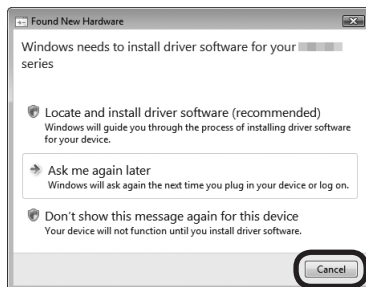 Found New Hardware
Windows needs to install driver software for your
series
Locate and install driver software (recommended)
Windows will guide you through the process of installing driver software
for your device.
Ask me again later
Windows will ask again the next time you plug in your device or log on.
Don't show this message again for this device
Your device will not function until you install driver software.
Cancel